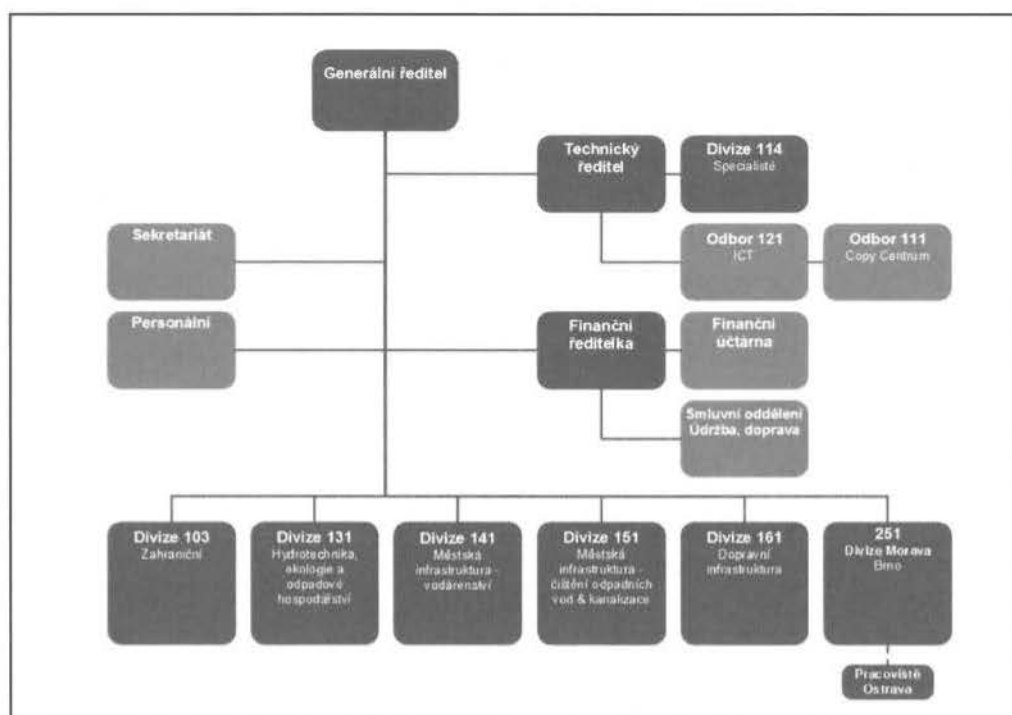 Generální ředitel
Technický
ředitel
Divize 114
Specialisté
Sekretariát
Odbor 121
ICT
Odbor 111
Copy Centrum
Personální
Finanční
ředitelka
Finanční
účtárna
Smluvní oddělení
Údržba, doprava
Divize 103
Zahraniční
Divize 131
Hydrotechnika,
ekologie a
odpadové
hospodářství
Divize 141
Městská
infrastruktura -
vodárenství
Divize 151
Městská
infrastruktura -
čištění odpadních
vod & kanalizace
Divize 161
Dopravní
infrastruktura
251
Divize Morava
Brno
Pracoviště
Ostrava